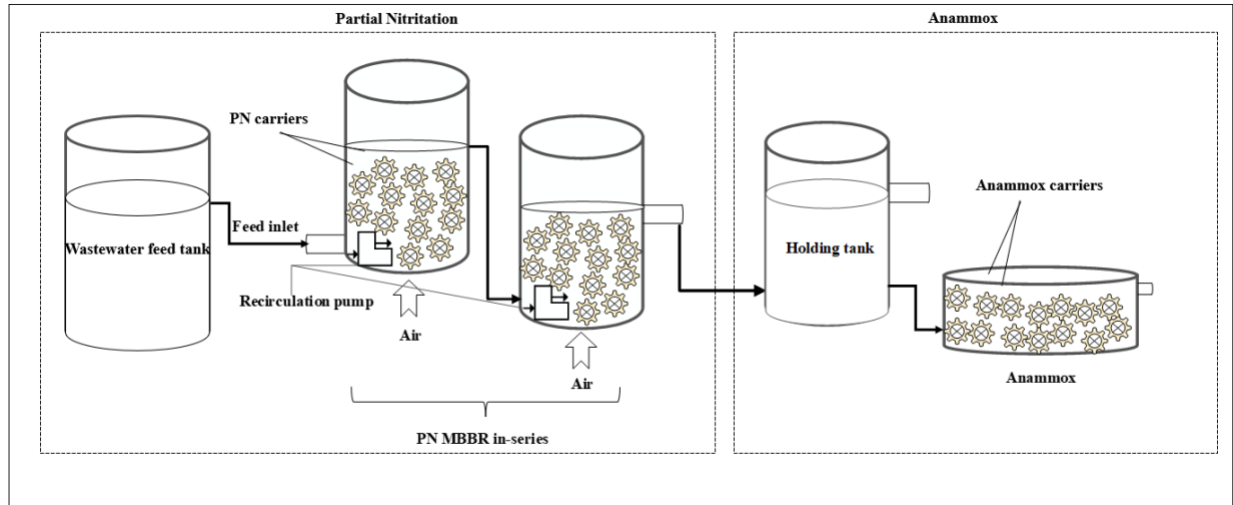 Partial Nitritation
Anammox
PN carriers
Feed inlet
Wastewater feed tank
Recirculation pump
Air
Air
PN MBBR in-series
Holding tank
Anammox carriers
Anammox